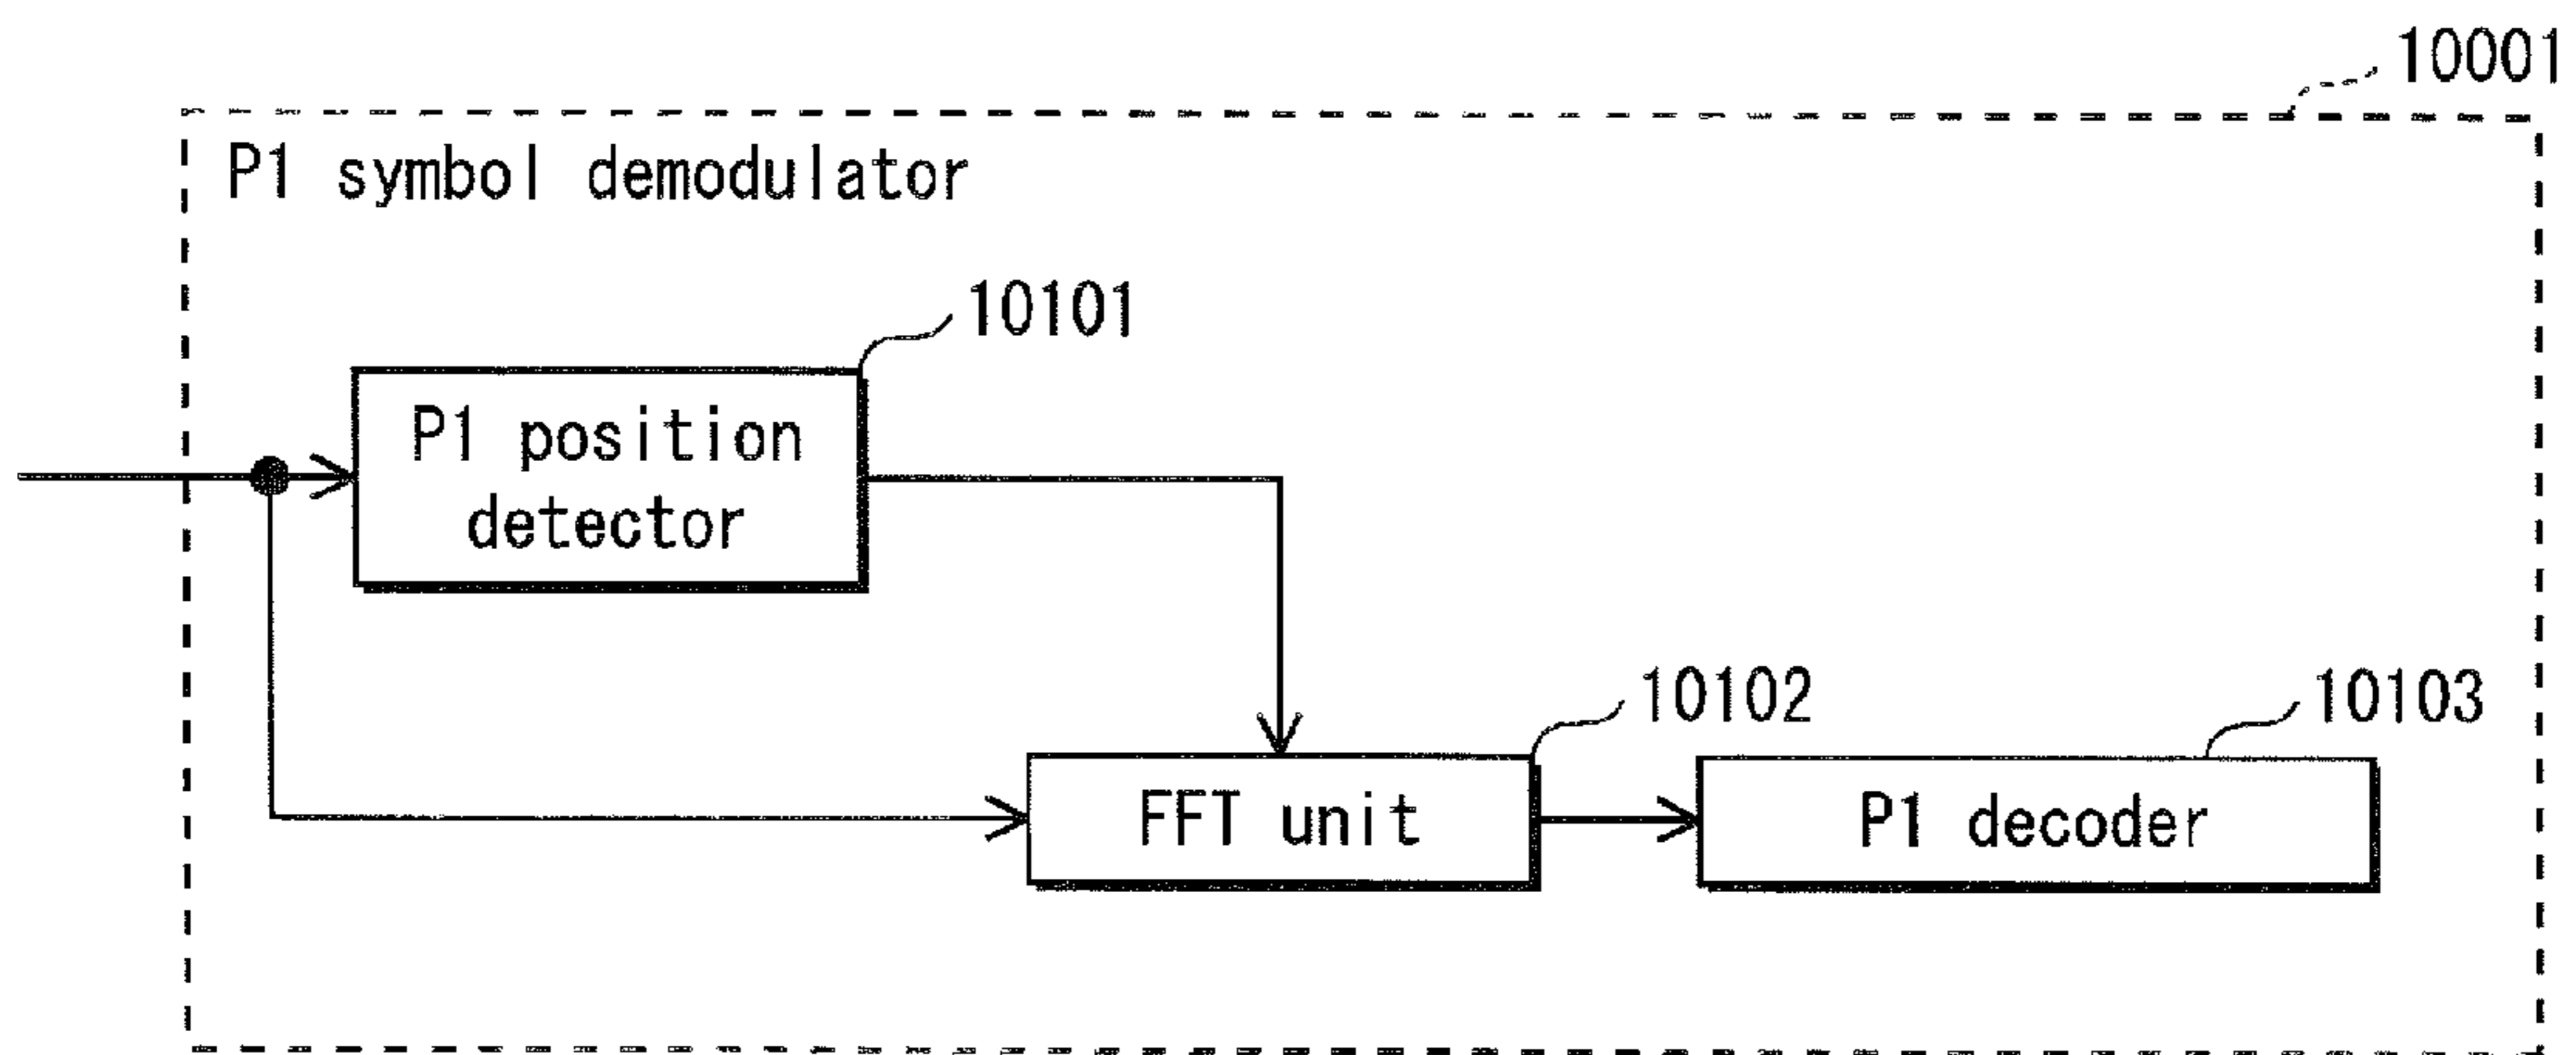 10001
P1 symbol demodulator
10101
P1 position
detector
10102
10103
FFT unit
P1 decoder